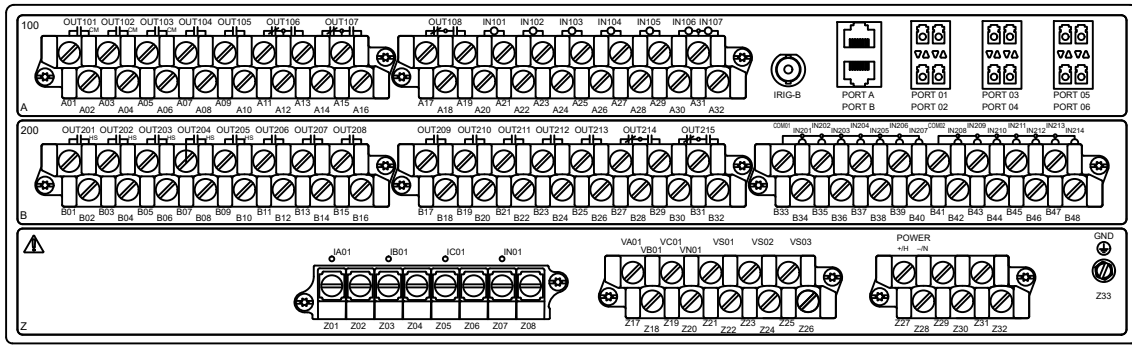 100 OUT101 CM OUT102 CM OUT103 CM OUT104 OUT105 OUT106 OUT107 OUT108 IN101 IN102 IN103 IN104 IN105 IN106 IN107
IRIG-B PORT A PORT 01 PORT 03 PORT 05
PORT B PORT 02 PORT 04 PORT 06
A01 A03 A05 A07 A09 A11 A13 A15 A17 A19 A21 A23 A25 A27 A29 A31
A A02 A04 A06 A08 A10 A12 A14 A16 A18 A20 A22 A24 A26 A28 A30 A32
200 OUT201 HS OUT202 HS OUT203 HS OUT204 HS OUT205 HS OUT206 OUT207 OUT208 OUT209 OUT210 OUT211 OUT212 OUT213 OUT214 OUT215
COM01 IN202 IN204 IN206 COM02 IN209 IN211 IN213
IN201 IN203 IN205 IN207 IN208 IN210 IN212 IN214
B01 B03 B05 B07 B09 B11 B13 B15 B17 B19 B21 B23 B25 B27 B29 B31 B33 B35 B37 B39 B41 B43 B45 B47
B B02 B04 B06 B08 B10 B12 B14 B16 B18 B20 B22 B24 B26 B28 B30 B32 B34 B36 B38 B40 B42 B44 B46 B48
IA01 IB01 IC01 IN01
VA01 VC01 VS01 VS02 VS03
VB01 VN01
POWER
+/H –/N
GND
Z33
Z17 Z19 Z21 Z23 Z25 Z27 Z29 Z31
Z18 Z20 Z22 Z24 Z26 Z28 Z30 Z32
Z Z01 Z02 Z03 Z04 Z05 Z06 Z07 Z08